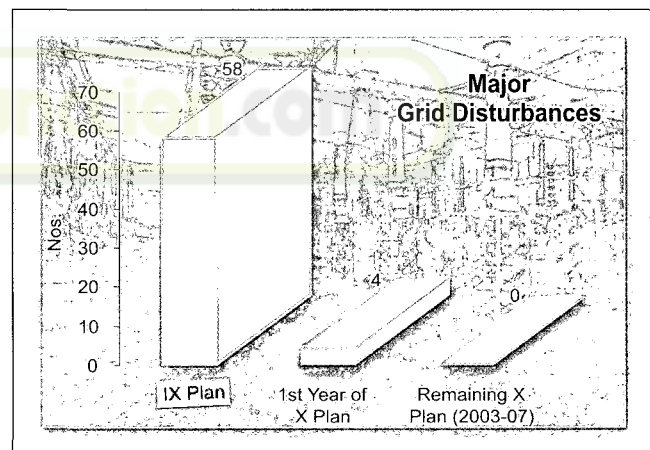 Major
Grid Disturbances
Nos.
70
60
50
40
30
20
10
0
58
4
0
IX Plan
1st Year of
X Plan
Remaining X
Plan (2003-07)